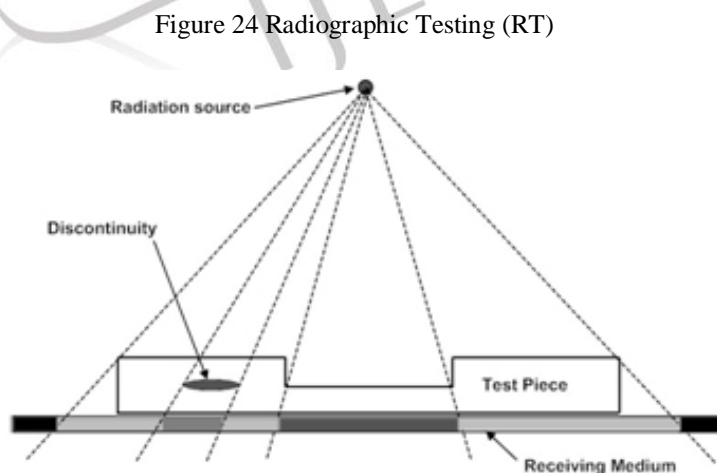 Figure 24 Radiographic Testing (RT)
Radiation source
Discontinuity
Test Piece
Receiving Medium